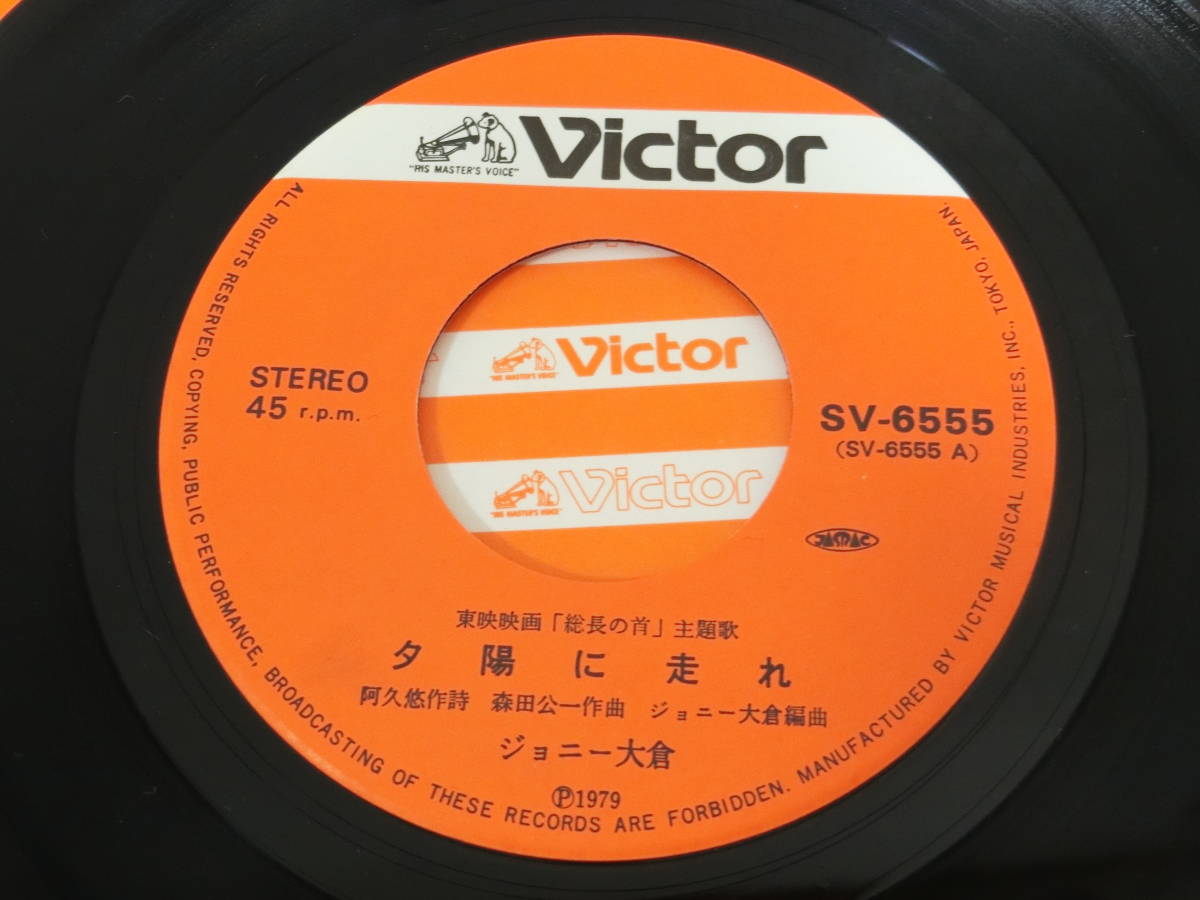 Victor
"HIS MASTER'S VOICE"
STEREO
45 r.p.m.
SV-6555
(SV-6555 A)
JASRAC
Victor
"HIS MASTER'S VOICE"
Victor
"HIS MASTER'S VOICE"
東映映画「総長の首」主題歌
夕陽に走れ
阿久悠作詩 森田公一作曲 ジョニー大倉編曲
ジョニー大倉
Ⓟ1979
ALL RIGHTS RESERVED. COPYING, PUBLIC PERFORMANCE, BROADCASTING OF THESE RECORDS ARE FORBIDDEN. MANUFACTURED BY VICTOR MUSICAL INDUSTRIES, INC., TOKYO, JAPAN.